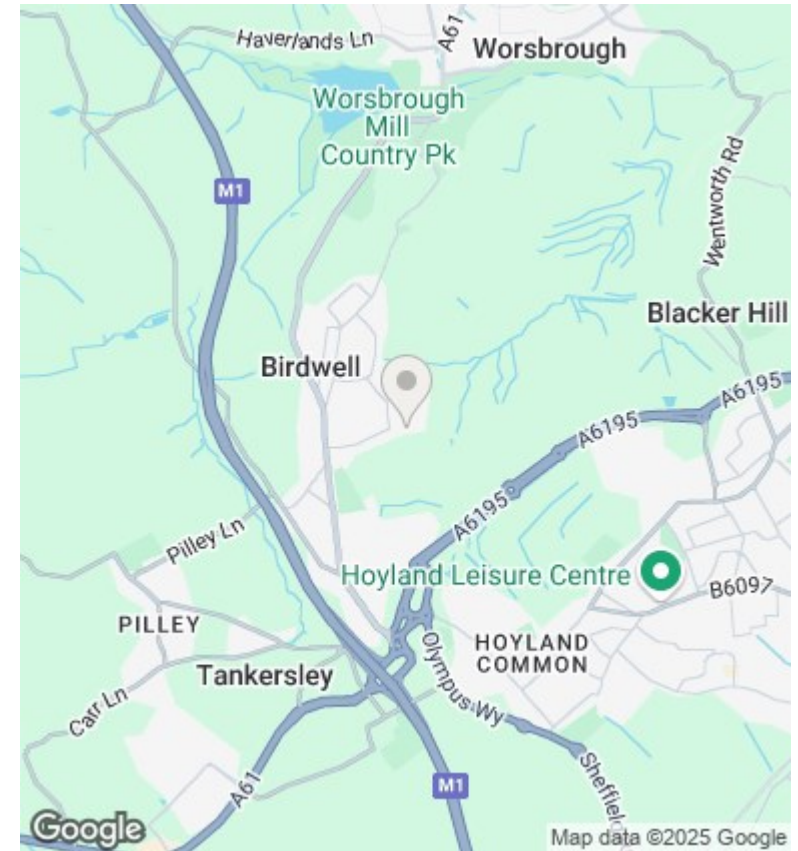 Haverlands Ln
A61
Worsbrough
Worsbrough
Mill
Country Pk
M1
Wentworth Rd
Blacker Hill
Birdwell
A6195
A6195
A6195
Pilley Ln
Hoyland Leisure Centre
B6097
PILLEY
HOYLAND
COMMON
Tankersley
Olympus Wy
Carr Ln
A61
M1
Google
Map data ©2025 Google